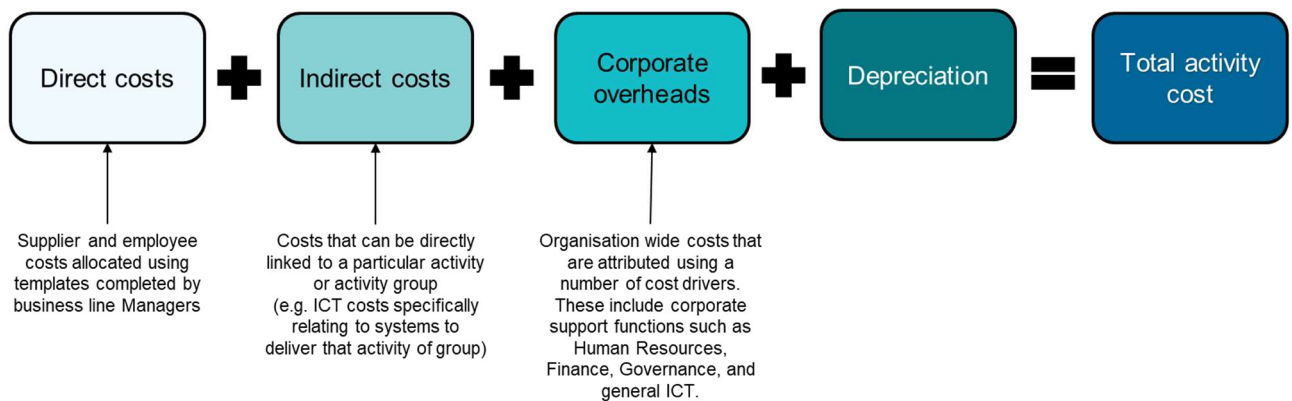 Direct costs
Indirect costs
Corporate
overheads
Depreciation
Total activity
cost
Supplier and employee
costs allocated using
templates completed by
business line Managers
Costs that can be directly
linked to a particular activity
or activity group
(e.g. ICT costs specifically
relating to systems to
deliver that activity of group)
Organisation wide costs that
are attributed using a
number of cost drivers.
These include corporate
support functions such as
Human Resources,
Finance, Governance, and
general ICT.